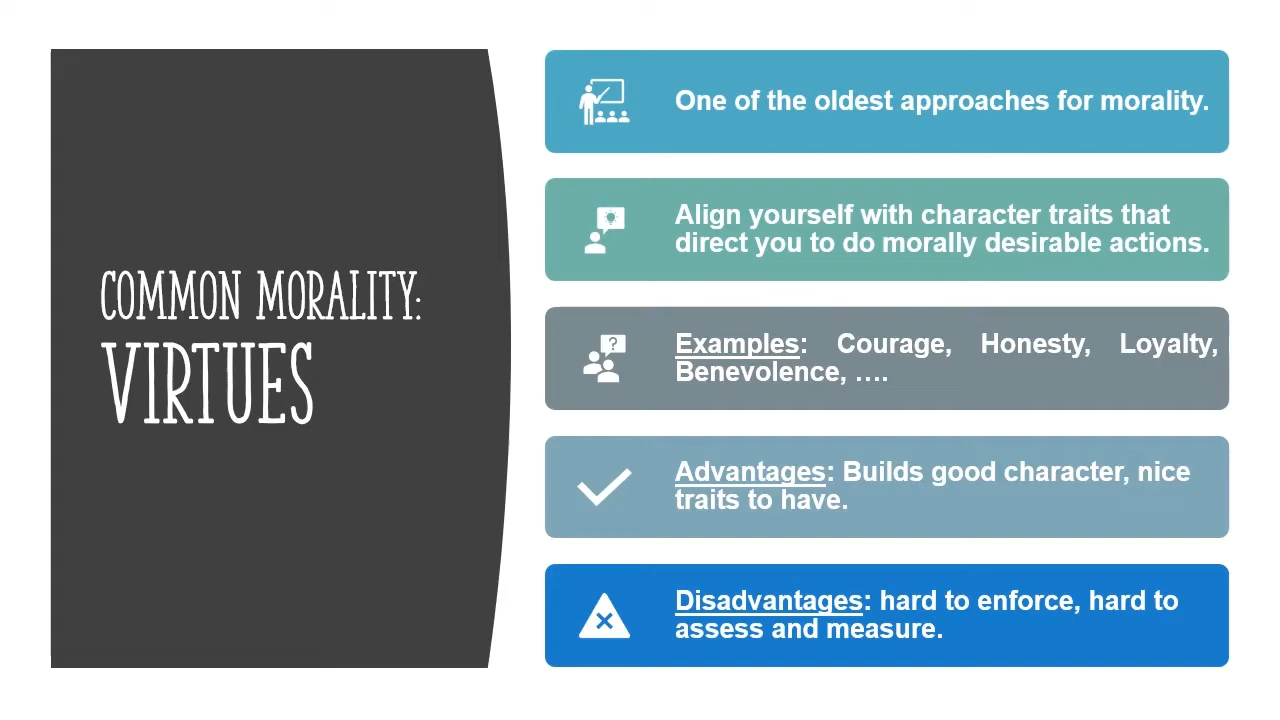 COMMON MORALITY:
VIRTUES
One of the oldest approaches for morality.
Align yourself with character traits that
direct you to do morally desirable actions.
Examples: Courage, Honesty, Loyalty,
Benevolence, ….
Advantages: Builds good character, nice
traits to have.
Disadvantages: hard to enforce, hard to
assess and measure.